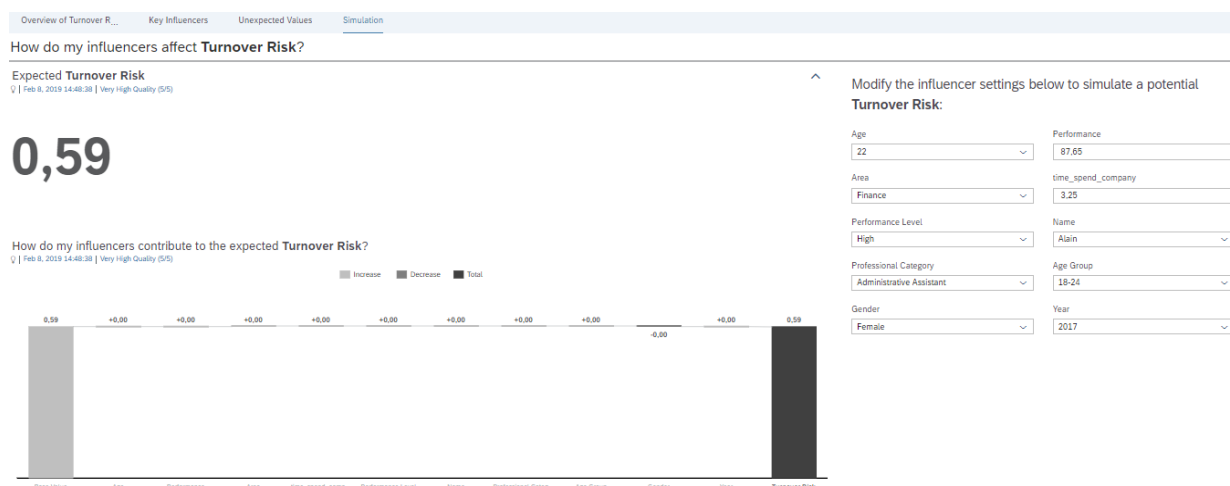 Overview of Turnover R... Key Influencers Unexpected Values Simulation
How do my influencers affect Turnover Risk?
Expected Turnover Risk
Feb 8, 2019 14:48:38 | Very High Quality (5/5)
0,59
How do my influencers contribute to the expected Turnover Risk?
Feb 8, 2019 14:48:38 | Very High Quality (5/5)
Increase Decrease Total
0,59 +0,00 +0,00 +0,00 +0,00 +0,00 +0,00 +0,00 +0,00 -0,00 +0,00 0,59
Modify the influencer settings below to simulate a potential
Turnover Risk:
Age Performance
22 87,65
Area time_spend_company
Finance 3,25
Performance Level Name
High Alain
Professional Category Age Group
Administrative Assistant 18-24
Gender Year
Female 2017